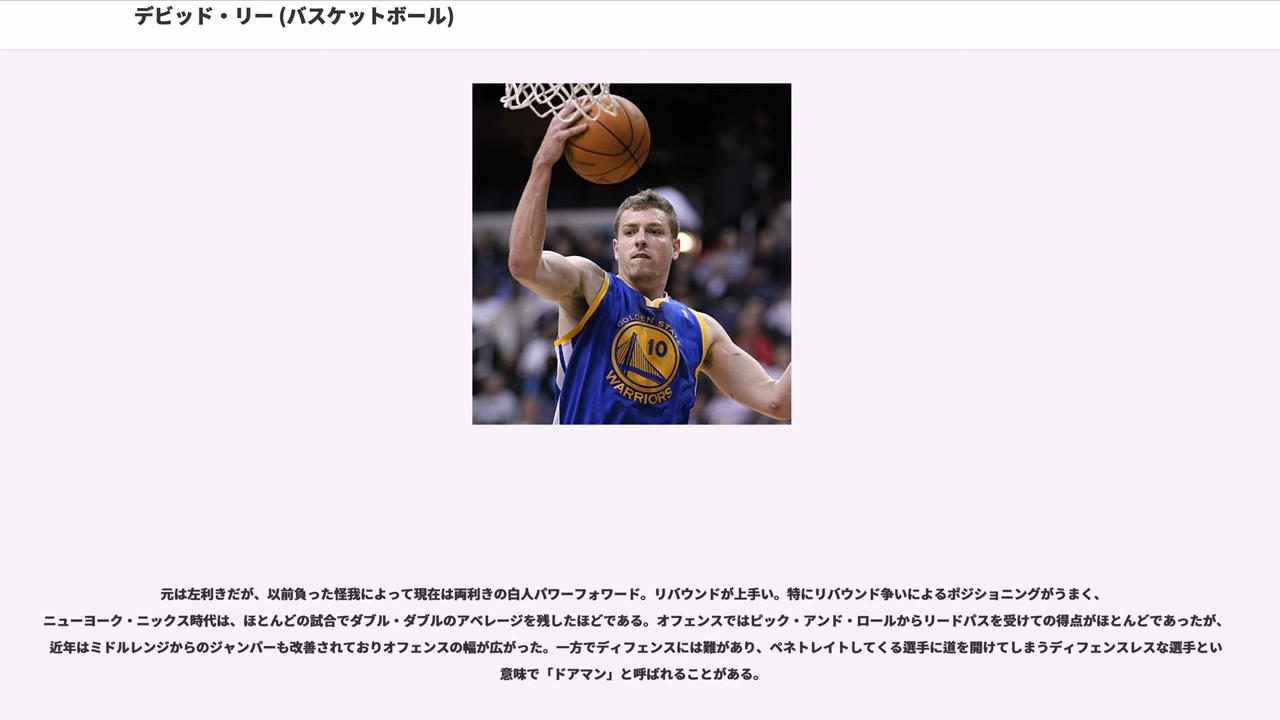 デビッド・リー (バスケットボール)
GOLDEN STATE
10
WARRIORS
元は左利きだが、以前負った怪我によって現在は両利きの白人パワーフォワード。リバウンドが上手い。特にリバウンド争いによるポジショニングがうまく、
ニューヨーク・ニックス時代は、ほとんどの試合でダブル・ダブルのアベレージを残したほどである。オフェンスではピック・アンド・ロールからリードパスを受けての得点がほとんどであったが、
近年はミドルレンジからのジャンパーも改善されておりオフェンスの幅が広がった。一方でディフェンスには難があり、ペネトレイトしてくる選手に道を開けてしまうディフェンスレスな選手とい
意味で「ドアマン」と呼ばれることがある。